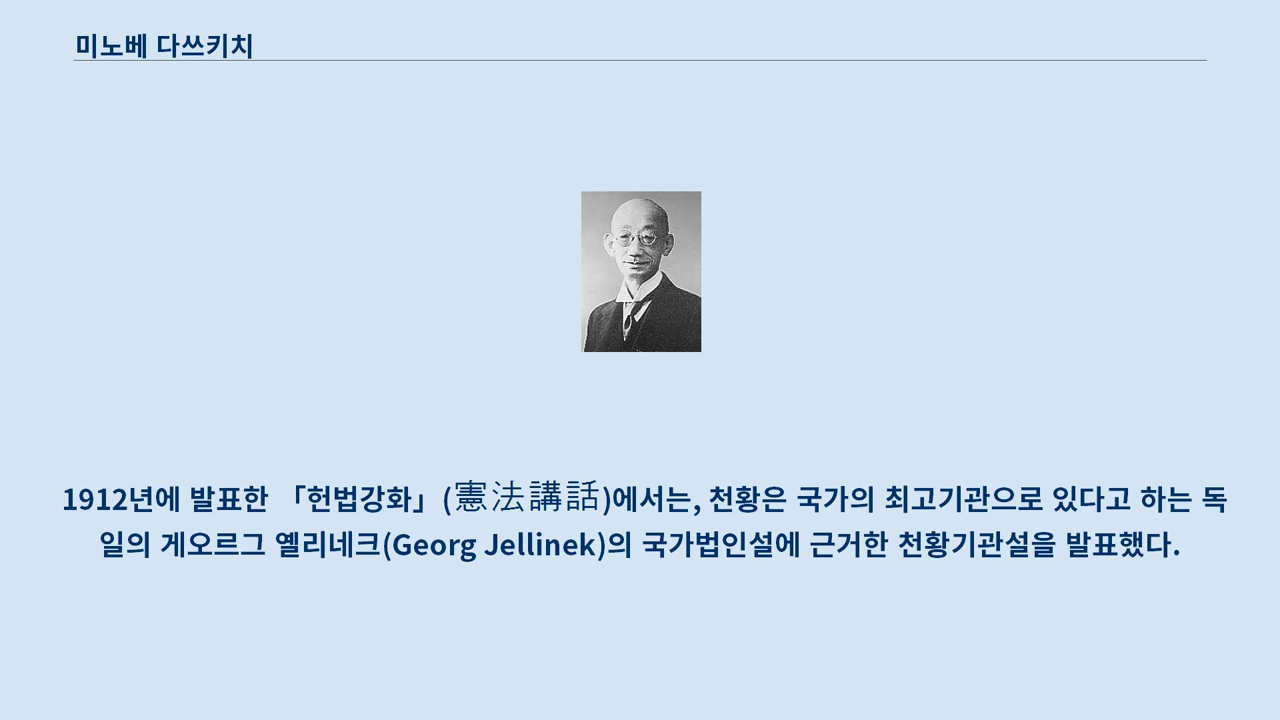 미노베 다쓰키치
1912년에 발표한 「헌법강화」(憲法講話)에서는, 천황은 국가의 최고기관으로 있다고 하는 독
일의 게오르그 옐리네크(Georg Jellinek)의 국가법인설에 근거한 천황기관설을 발표했다.